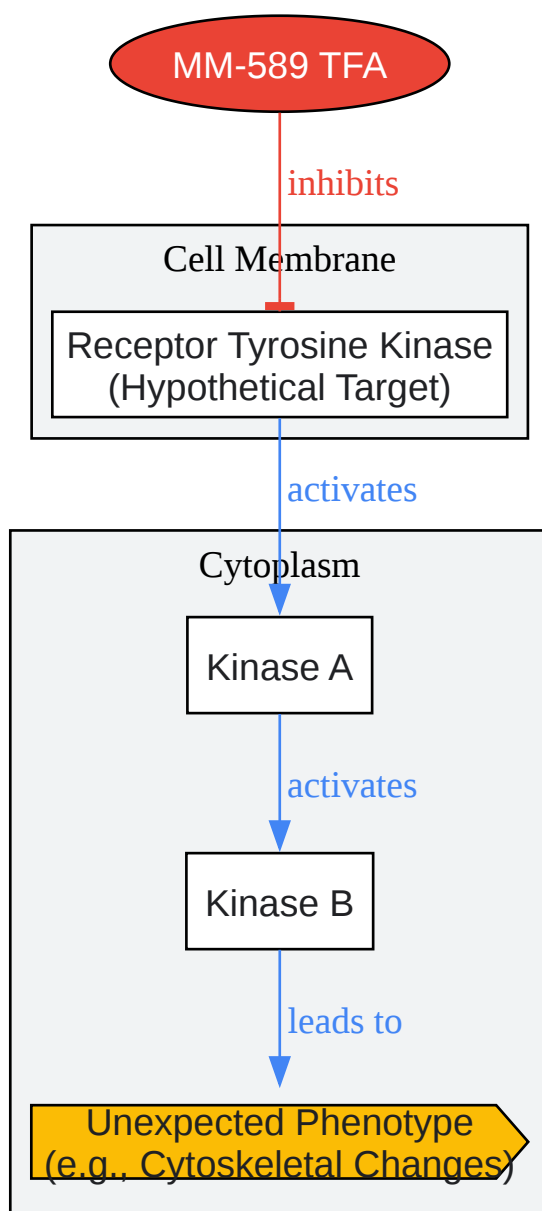 MM-589 TFA
inhibits
Cell Membrane
Receptor Tyrosine Kinase
(Hypothetical Target)
activates
Cytoplasm
Kinase A
activates
Kinase B
leads to
Unexpected Phenotype
(e.g., Cytoskeletal Changes)